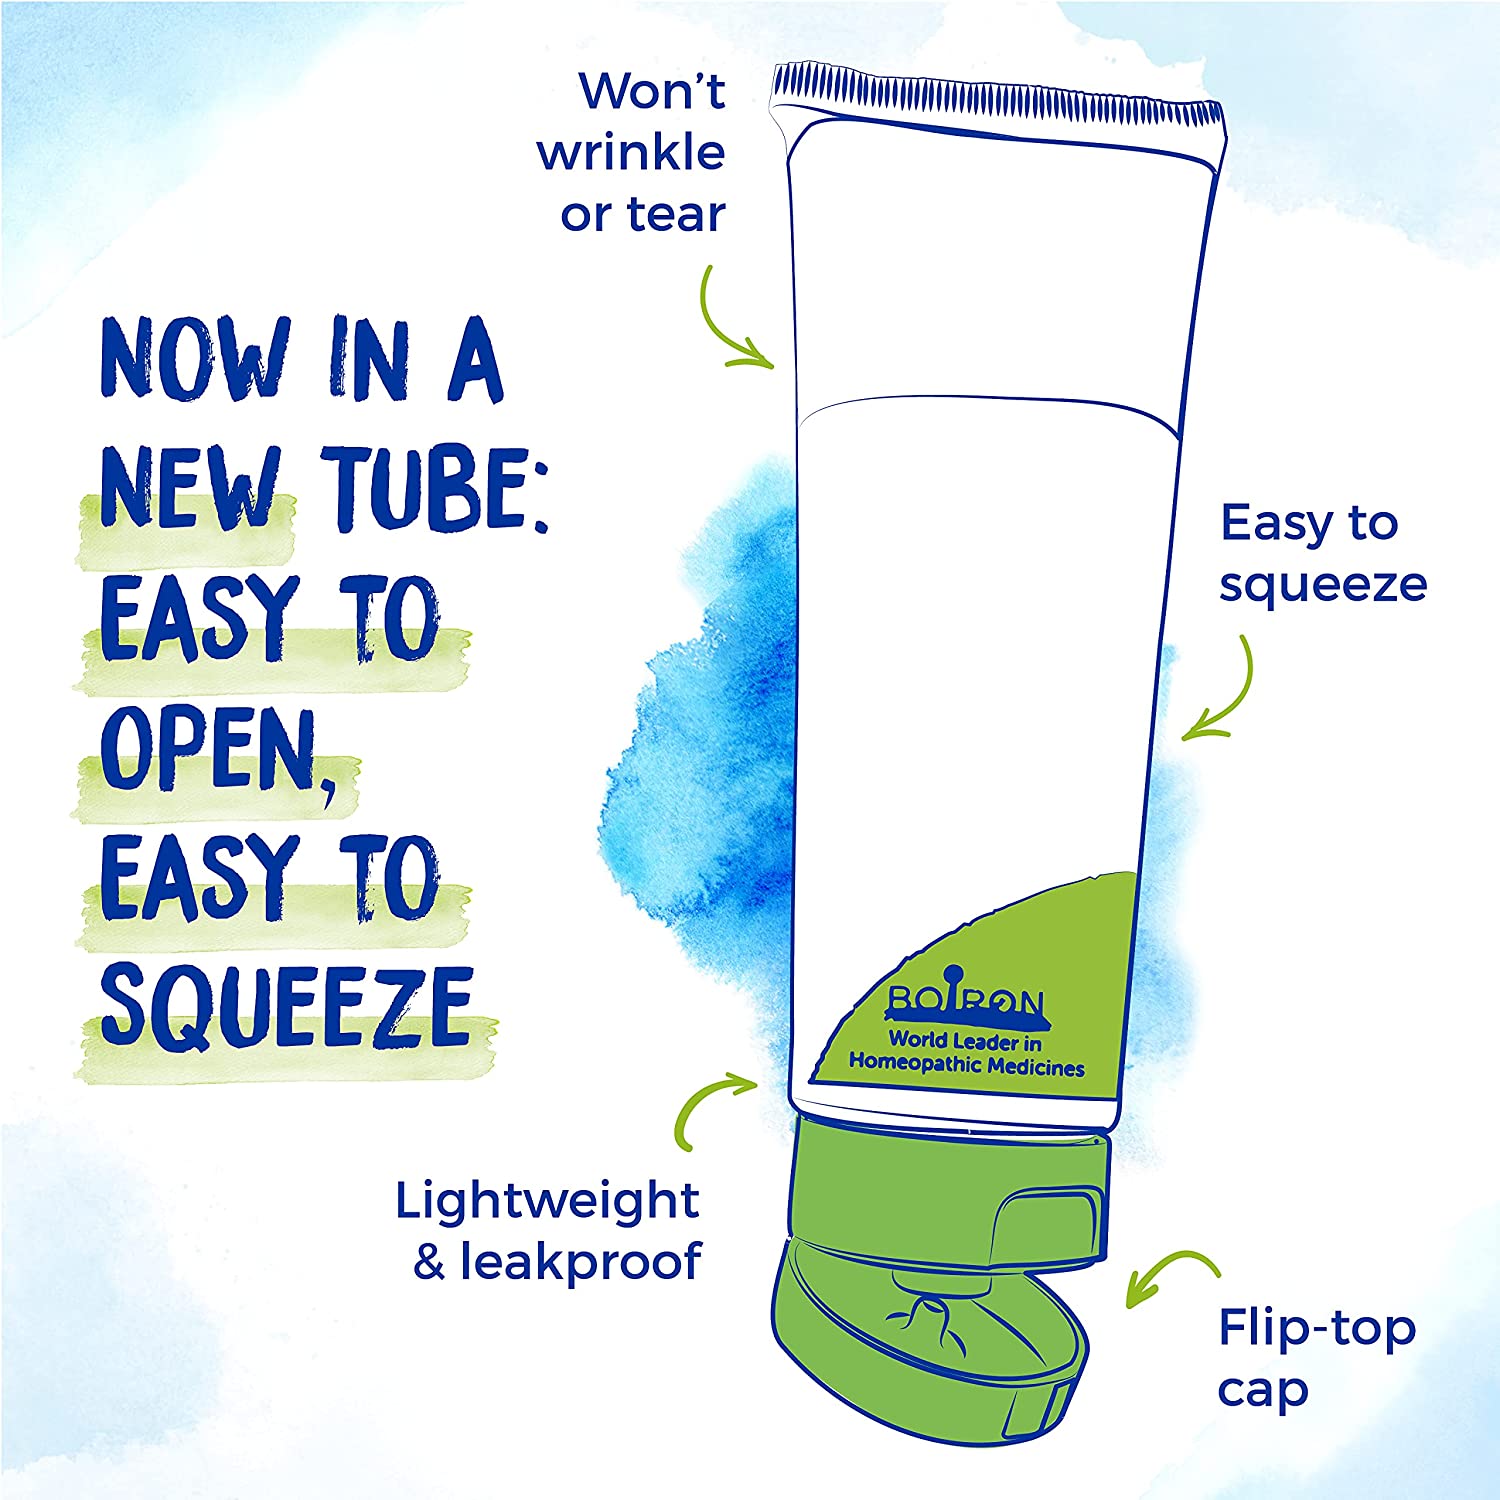 Won't
wrinkle
or tear
NOW IN A
NEW TUBE:
EASY TO
OPEN,
EASY TO
SQUEEZE
Easy to
squeeze
BOIRON
World Leader in
Homeopathic Medicines
Lightweight
& leakproof
Flip-top
cap